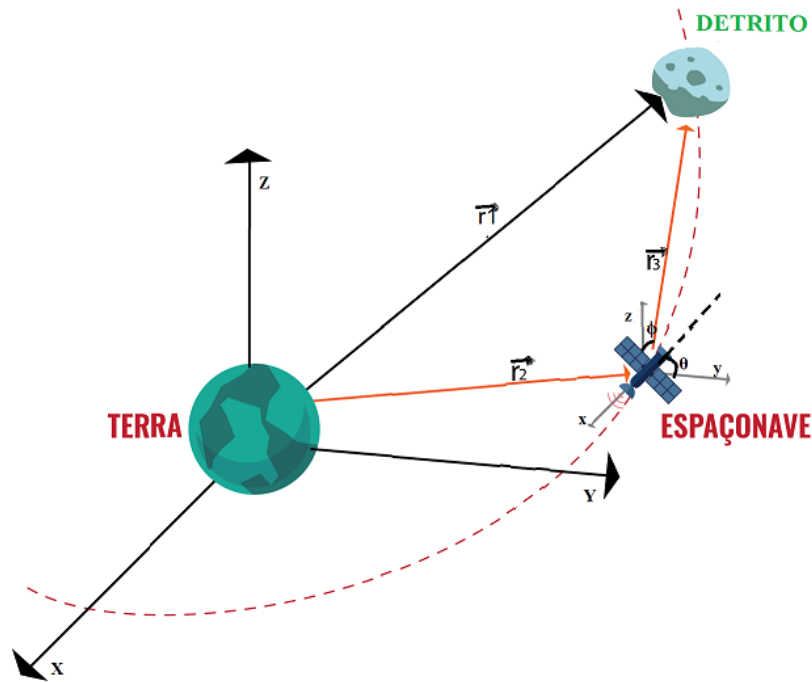 DETRITO
Z
r1
r3
z
ϕ
θ
r2
y
TERRA
x
ESPAÇONAVE
Y
X